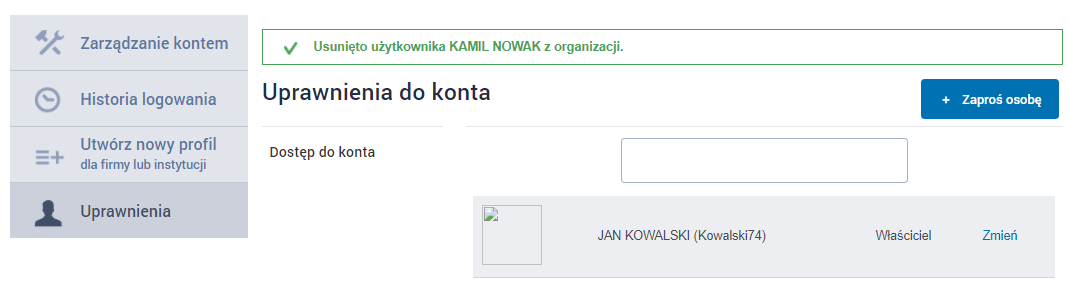 Zarządzanie kontem
Historia logowania
Utwórz nowy profil
dla firmy lub instytucji
Uprawnienia
Usunięto użytkownika KAMIL NOWAK z organizacji.
Uprawnienia do konta
+ Zaproś osobę
Dostęp do konta
JAN KOWALSKI (Kowalski74) Właściciel Zmień